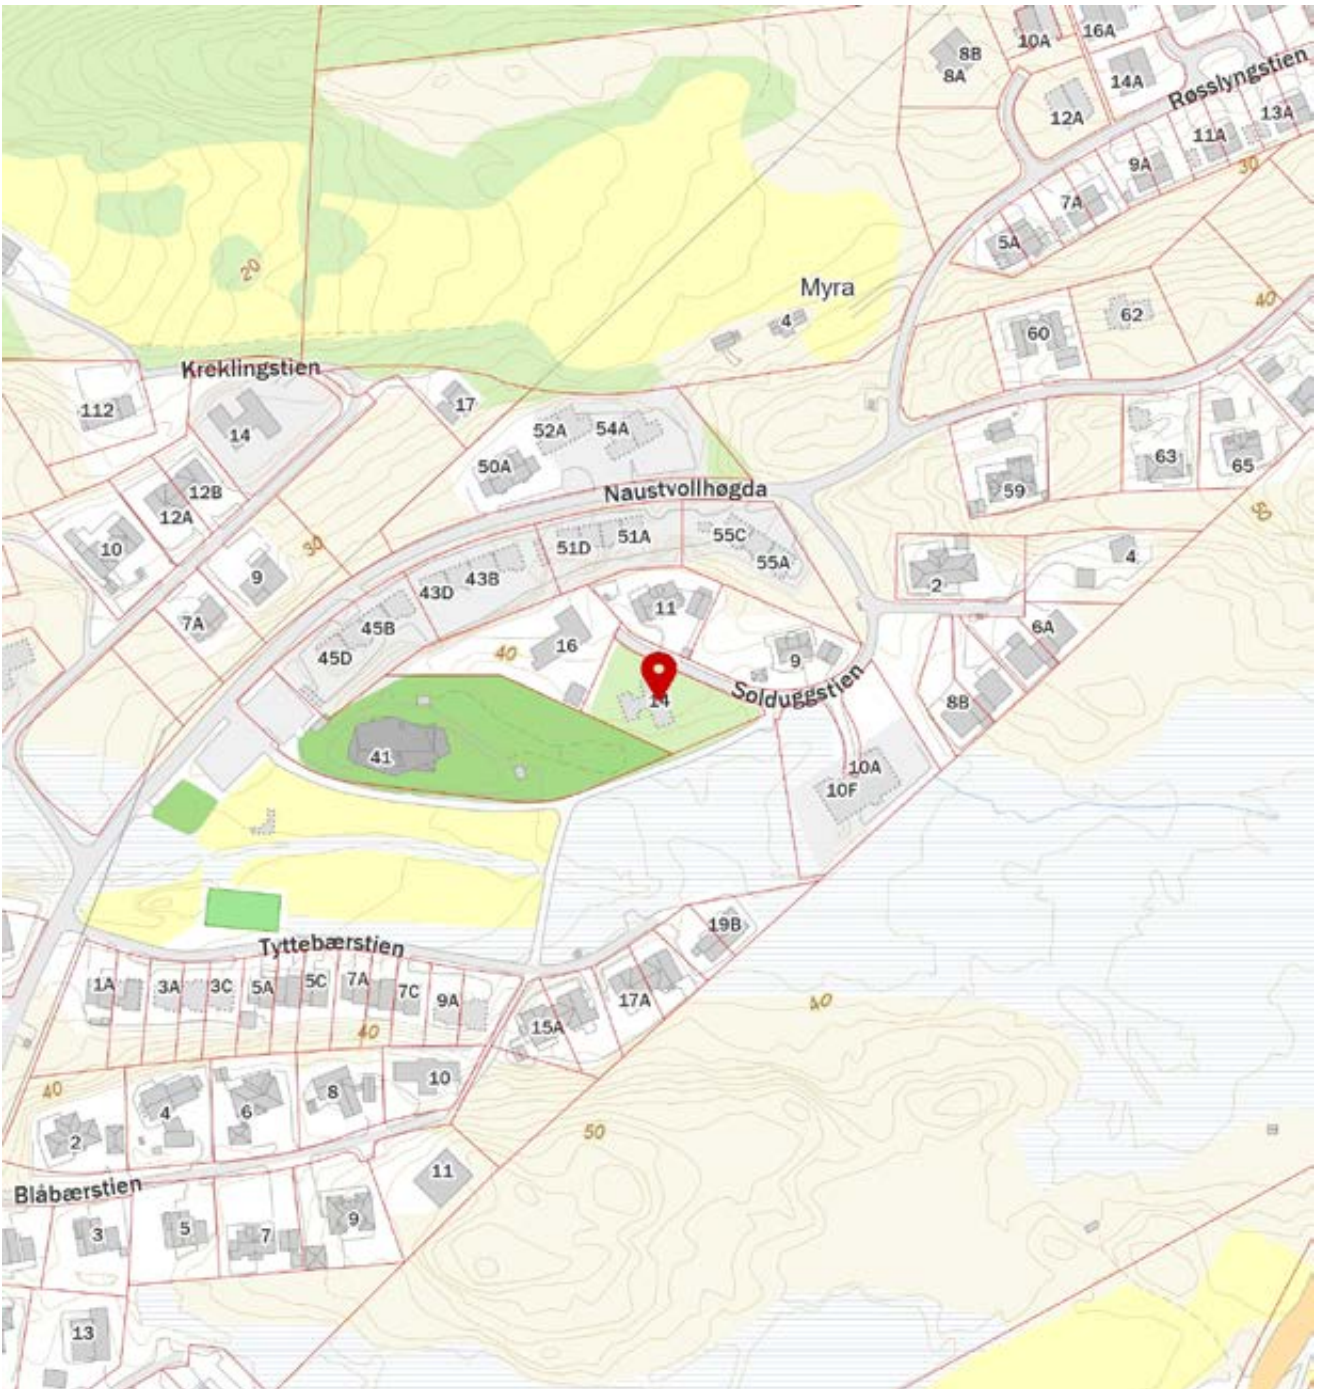 16A
10A
8B
8A
14A
Røsslyngstien
12A
13A
11A
9A
30
7A
5A
20
Myra
4
40
62
60
Kreklingstien
112
17
14
52A
54A
50A
63
65
12B
12A
59
Naustvollhøgda
50
10
30
51D
51A
55C
55A
4
9
43D
43B
2
7A
45B
11
6A
45D
16
40
9
14
Solduggstien
8B
41
10A
10F
19B
Tyttebærstien
1A
3A
3C
5A
5C
7A
7C
9A
17A
40
15A
40
40
10
8
6
4
2
50
11
Blåbærstien
9
7
5
3
13